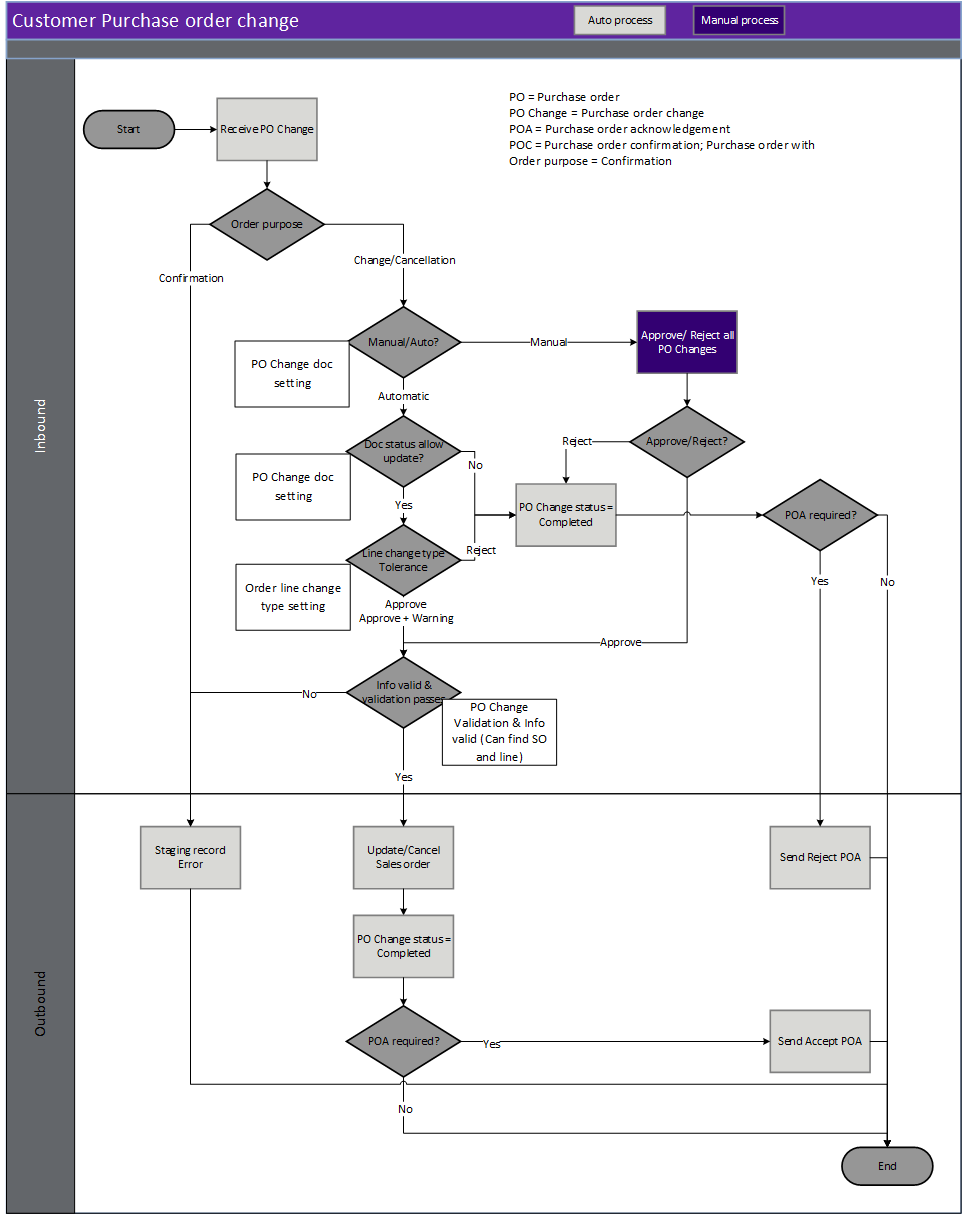 Customer Purchase order change
Auto process
Manual process
PO = Purchase order
PO Change = Purchase order change
POA = Purchase order acknowledgement
POC = Purchase order confirmation; Purchase order with
Order purpose = Confirmation
Start
Receive PO Change
Order purpose
Confirmation
Change/Cancellation
Inbound
Manual/Auto?
Manual
Approve/ Reject all
PO Changes
PO Change doc
setting
Automatic
Doc status allow
update?
No
Reject
Approve/Reject?
PO Change doc
setting
Yes
PO Change status =
Completed
POA required?
Line change type
Tolerance
Reject
Yes
No
Order line change
type setting
Approve
Approve + Warning
Approve
Info valid &
validation passes
No
PO Change
Validation & Info
valid (Can find SO
and line)
Yes
Outbound
Staging record
Error
Update/Cancel
Sales order
Send Reject POA
PO Change status =
Completed
POA required?
Yes
Send Accept POA
No
End